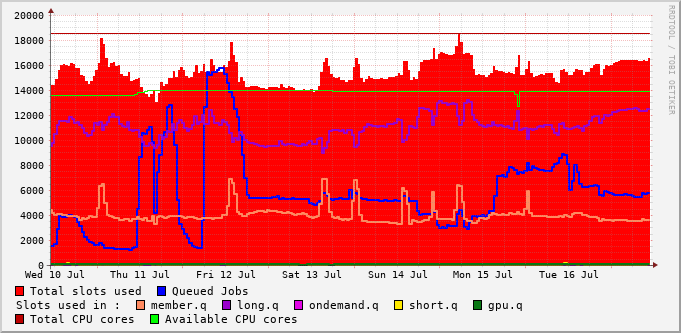 20000
18000
16000
14000
12000
10000
8000
6000
4000
2000
0
Wed 10 Jul Thu 11 Jul Fri 12 Jul Sat 13 Jul Sun 14 Jul Mon 15 Jul Tue 16 Jul
Total slots used Queued Jobs
Slots used in : member.q long.q ondemand.q short.q gpu.q
Total CPU cores Available CPU cores
RRDTOOL / TOBI OETIKER